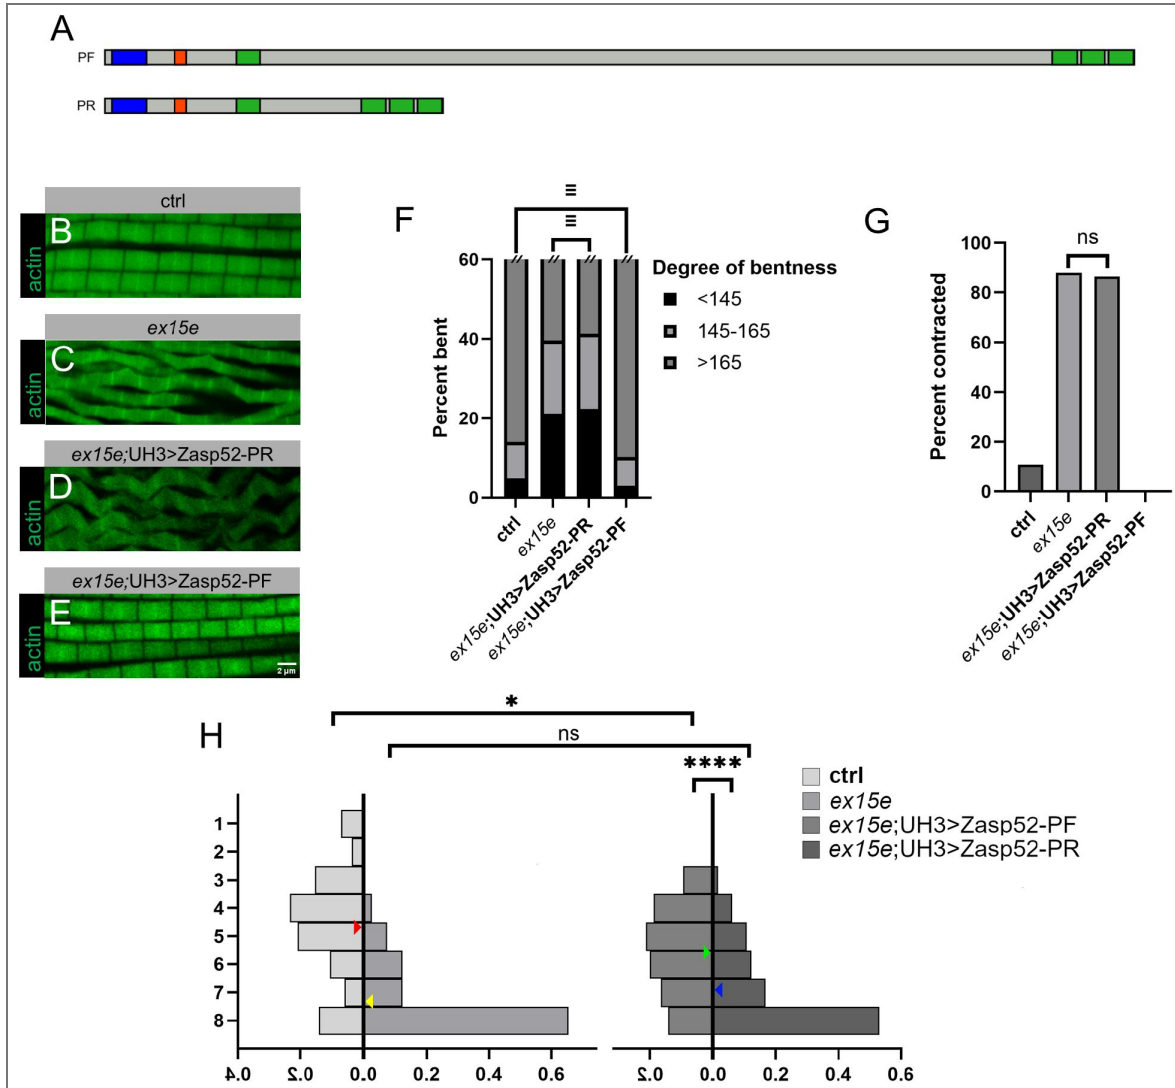 A
PF
PR
ctrl
B
actin
ex15e
C
actin
ex15e;UH3>Zasp52-PR
D
actin
ex15e;UH3>Zasp52-PF
E
actin
2 µm
F
≡
≡
60
40
20
0
Percent bent
Degree of bentness
<145
145-165
>165
ctrl
ex15e
ex15e;UH3>Zasp52-PR
ex15e;UH3>Zasp52-PF
G
ns
100
80
60
40
20
0
Percent contracted
ctrl
ex15e
ex15e;UH3>Zasp52-PR
ex15e;UH3>Zasp52-PF
H
*
ns
****
ctrl
ex15e
ex15e;UH3>Zasp52-PF
ex15e;UH3>Zasp52-PR
1
2
3
4
5
6
7
8
0.4 0.2 0.0 0.2 0.4 0.6
0.2 0.0 0.2 0.4 0.6